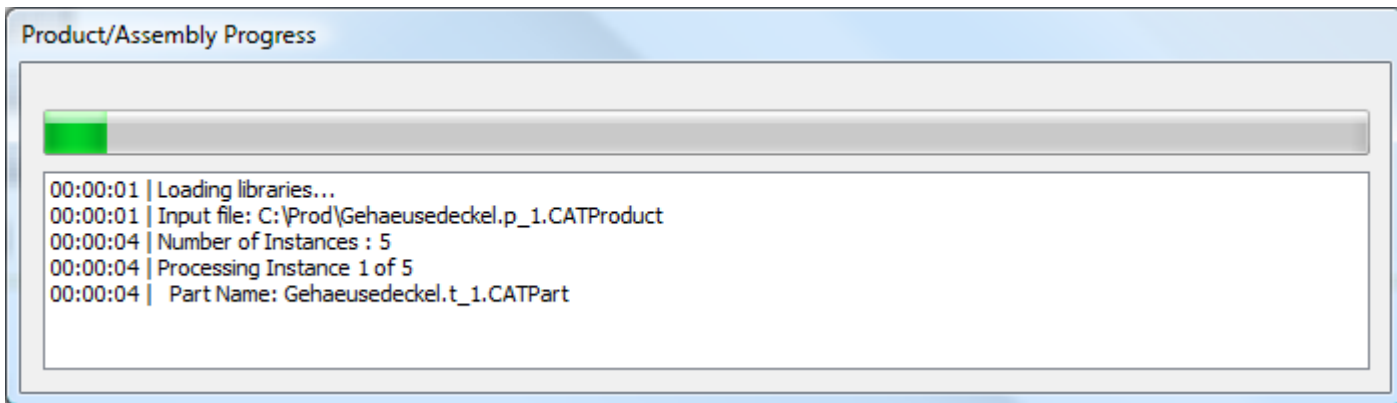 Product/Assembly Progress
00:00:01 | Loading libraries...
00:00:01 | Input file: C:\Prod\Gehaeusedeckel.p_1.CATProduct
00:00:04 | Number of Instances : 5
00:00:04 | Processing Instance 1 of 5
00:00:04 |   Part Name: Gehaeusedeckel.t_1.CATPart